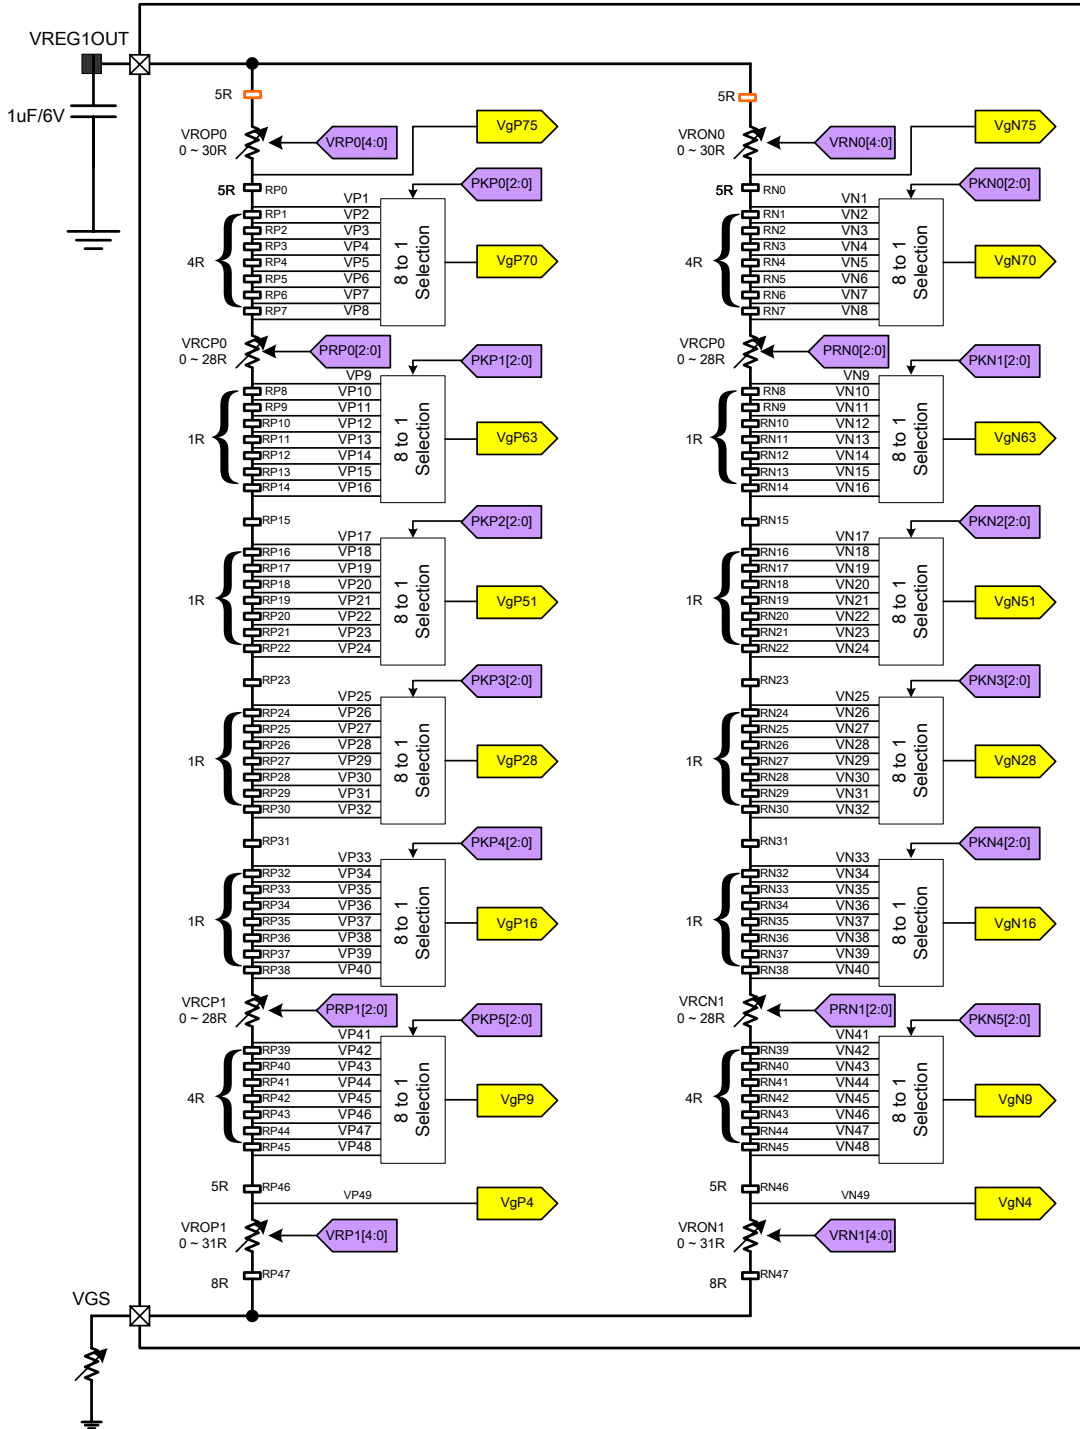 VREG1OUT
1uF/6V
5R
VROP0
0 ~ 30R
VRP0[4:0]
VgP75
5R
RP0
PKP0[2:0]
VP1
RP1
VP2
RP2
VP3
RP3
VP4
4R
RP4
VP5
RP5
VP6
RP6
VP7
RP7
VP8
8 to 1
Selection
VgP70
VRCP0
0 ~ 28R
PRP0[2:0]
PKP1[2:0]
VP9
RP8
VP10
RP9
VP11
RP10
VP12
1R
RP11
VP13
RP12
VP14
RP13
VP15
RP14
VP16
8 to 1
Selection
VgP63
RP15
PKP2[2:0]
VP17
RP16
VP18
RP17
VP19
RP18
VP20
1R
RP19
VP21
RP20
VP22
RP21
VP23
RP22
VP24
8 to 1
Selection
VgP51
RP23
PKP3[2:0]
VP25
RP24
VP26
RP25
VP27
RP26
VP28
1R
RP27
VP29
RP28
VP30
RP29
VP31
RP30
VP32
8 to 1
Selection
VgP28
RP31
PKP4[2:0]
VP33
RP32
VP34
RP33
VP35
RP34
VP36
1R
RP35
VP37
RP36
VP38
RP37
VP39
RP38
VP40
8 to 1
Selection
VgP16
VRCP1
0 ~ 28R
PRP1[2:0]
PKP5[2:0]
VP41
RP39
VP42
RP40
VP43
RP41
VP44
4R
RP42
VP45
RP43
VP46
RP44
VP47
RP45
VP48
8 to 1
Selection
VgP9
5R
RP46
VP49
VgP4
VROP1
0 ~ 31R
VRP1[4:0]
8R
RP47
VGS
5R
VRON0
0 ~ 30R
VRN0[4:0]
VgN75
5R
RN0
PKN0[2:0]
VN1
RN1
VN2
RN2
VN3
RN3
VN4
4R
RN4
VN5
RN5
VN6
RN6
VN7
RN7
VN8
8 to 1
Selection
VgN70
VRCP0
0 ~ 28R
PRN0[2:0]
PKN1[2:0]
VN9
RN8
VN10
RN9
VN11
RN10
VN12
1R
RN11
VN13
RN12
VN14
RN13
VN15
RN14
VN16
8 to 1
Selection
VgN63
RN15
PKN2[2:0]
VN17
RN16
VN18
RN17
VN19
RN18
VN20
1R
RN19
VN21
RN20
VN22
RN21
VN23
RN22
VN24
8 to 1
Selection
VgN51
RN23
PKN3[2:0]
VN25
RN24
VN26
RN25
VN27
RN26
VN28
1R
RN27
VN29
RN28
VN30
RN29
VN31
RN30
VN32
8 to 1
Selection
VgN28
RN31
PKN4[2:0]
VN33
RN32
VN34
RN33
VN35
RN34
VN36
1R
RN35
VN37
RN36
VN38
RN37
VN39
RN38
VN40
8 to 1
Selection
VgN16
VRCN1
0 ~ 28R
PRN1[2:0]
PKN5[2:0]
VN41
RN39
VN42
RN40
VN43
RN41
VN44
4R
RN42
VN45
RN43
VN46
RN44
VN47
RN45
VN48
8 to 1
Selection
VgN9
5R
RN46
VN49
VgN4
VRON1
0 ~ 31R
VRN1[4:0]
8R
RN47